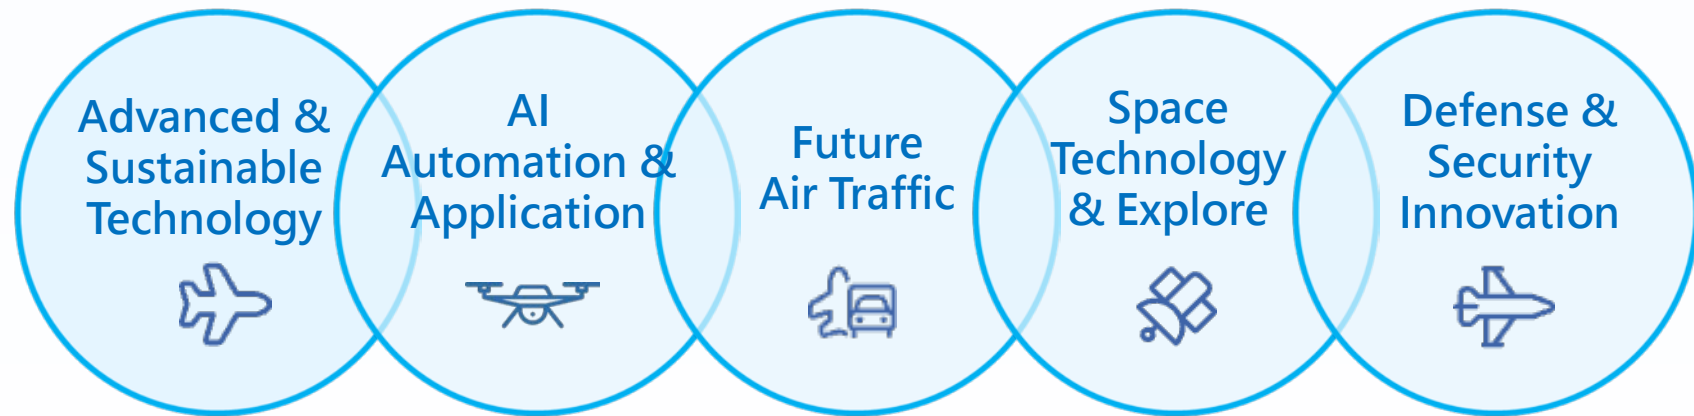 Advanced &
Sustainable
Technology
AI
Automation &
Application
Future
Air Traffic
Space
Technology
& Explore
Defense &
Security
Innovation